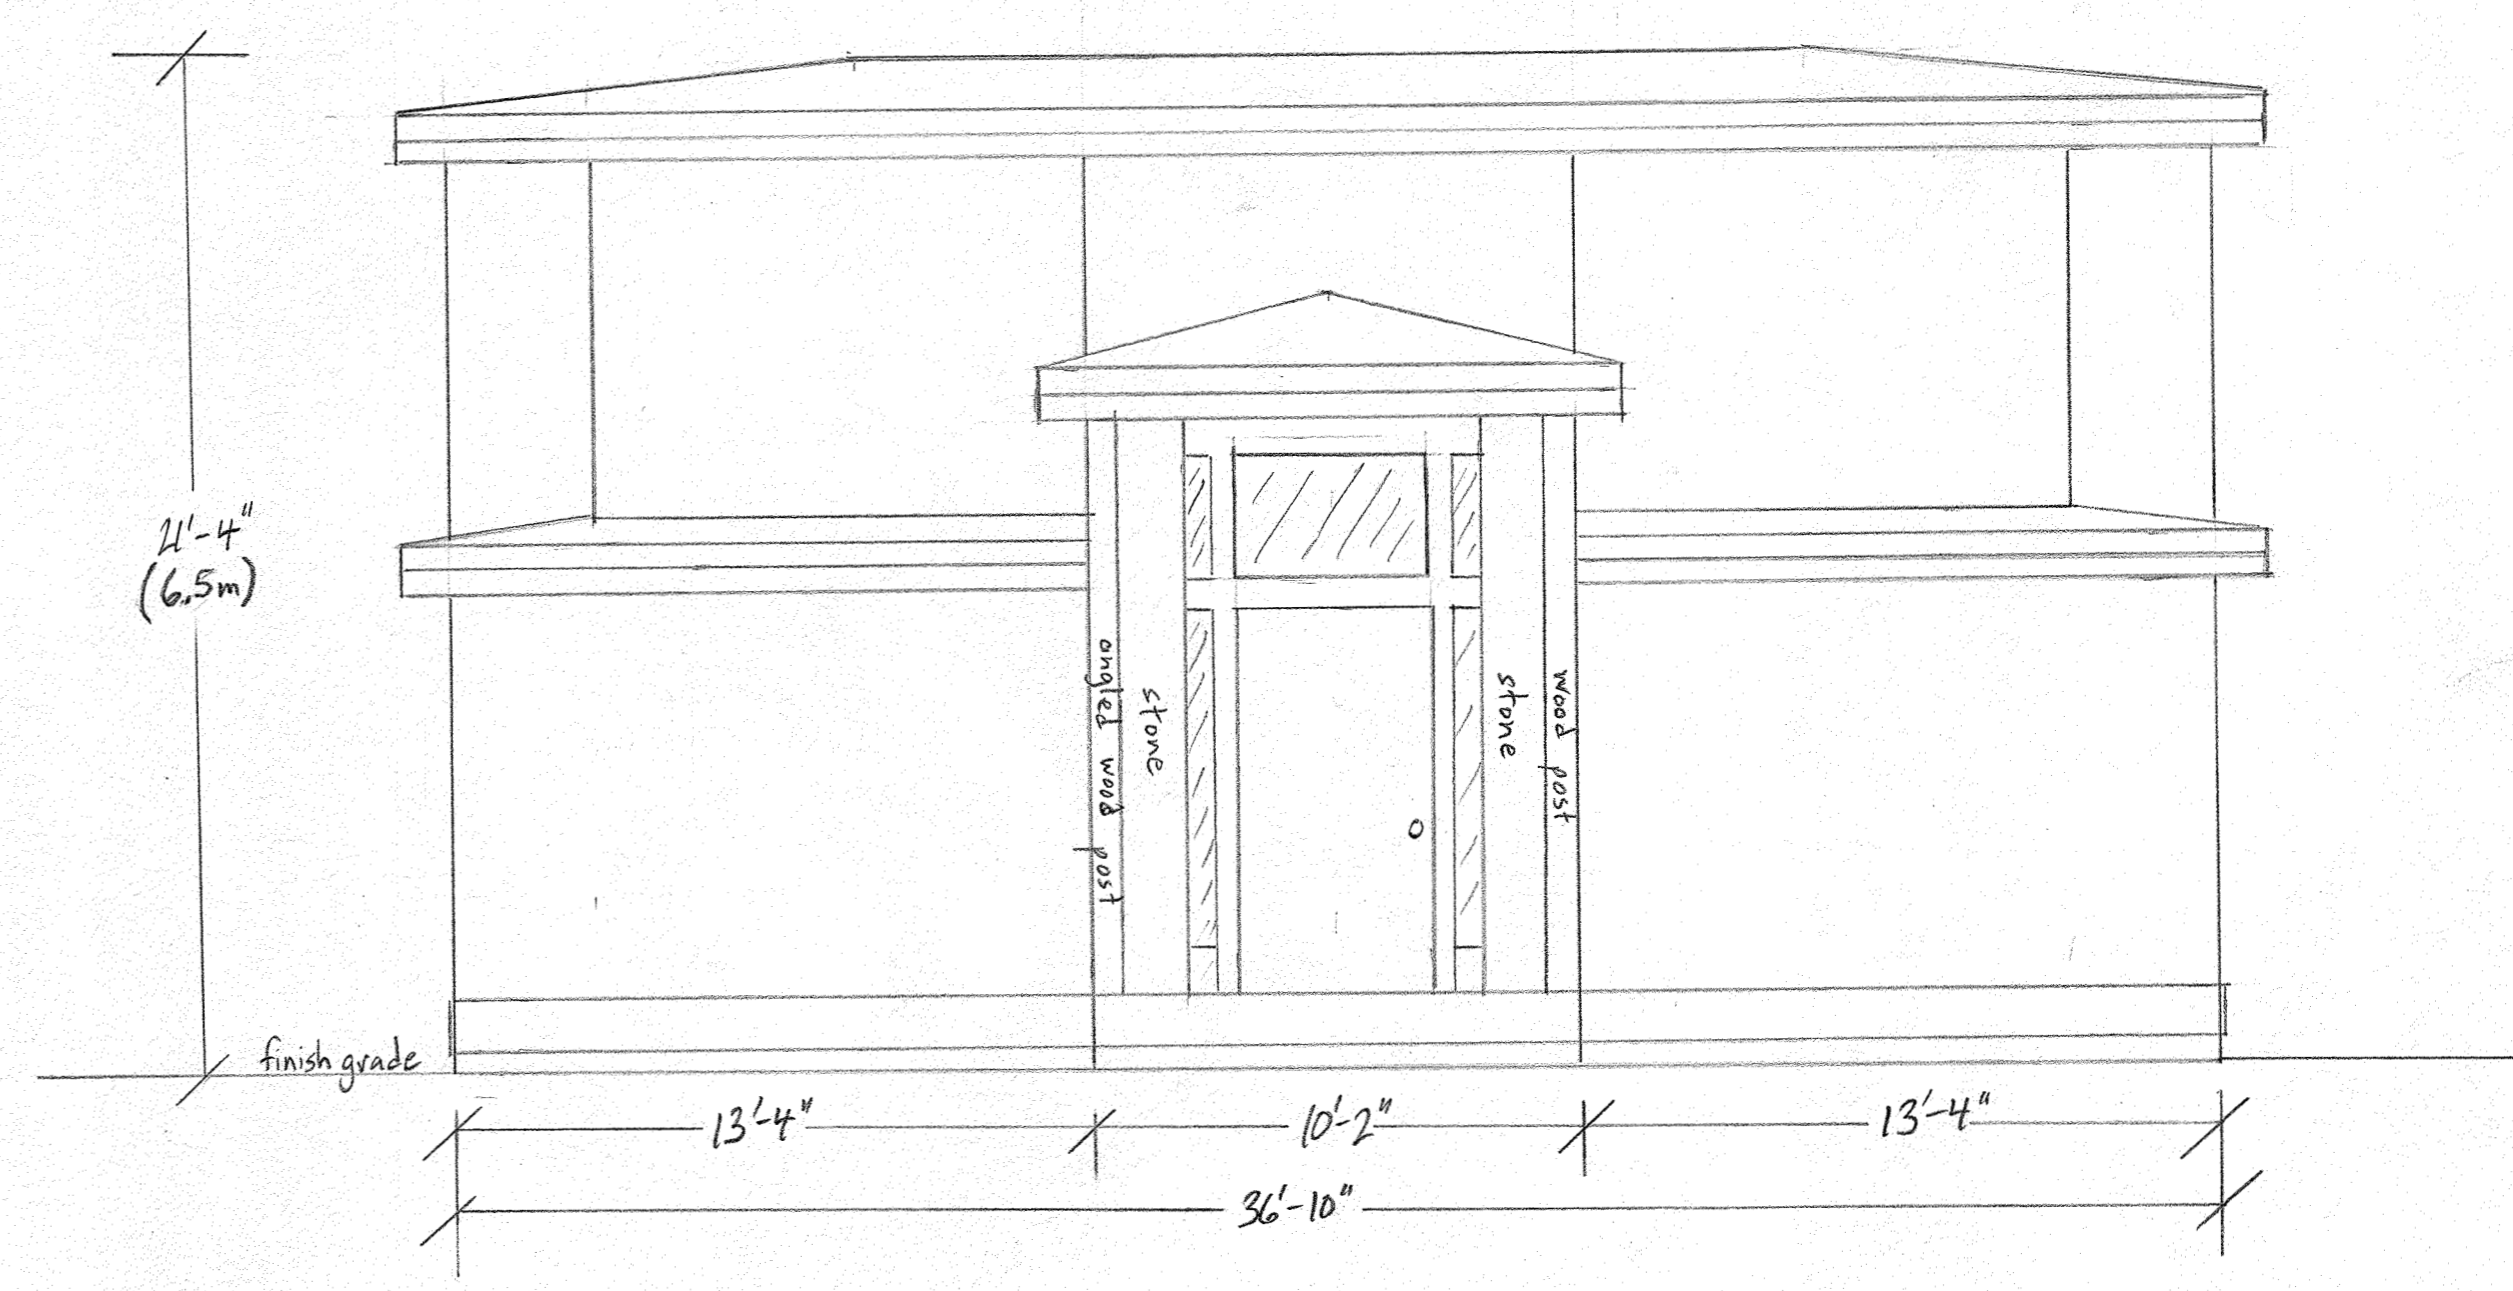 21'-4"
(6.5m)
angled wood post
stone
stone
wood post
finish grade
13'-4"
10'-2"
13'-4"
36'-10"